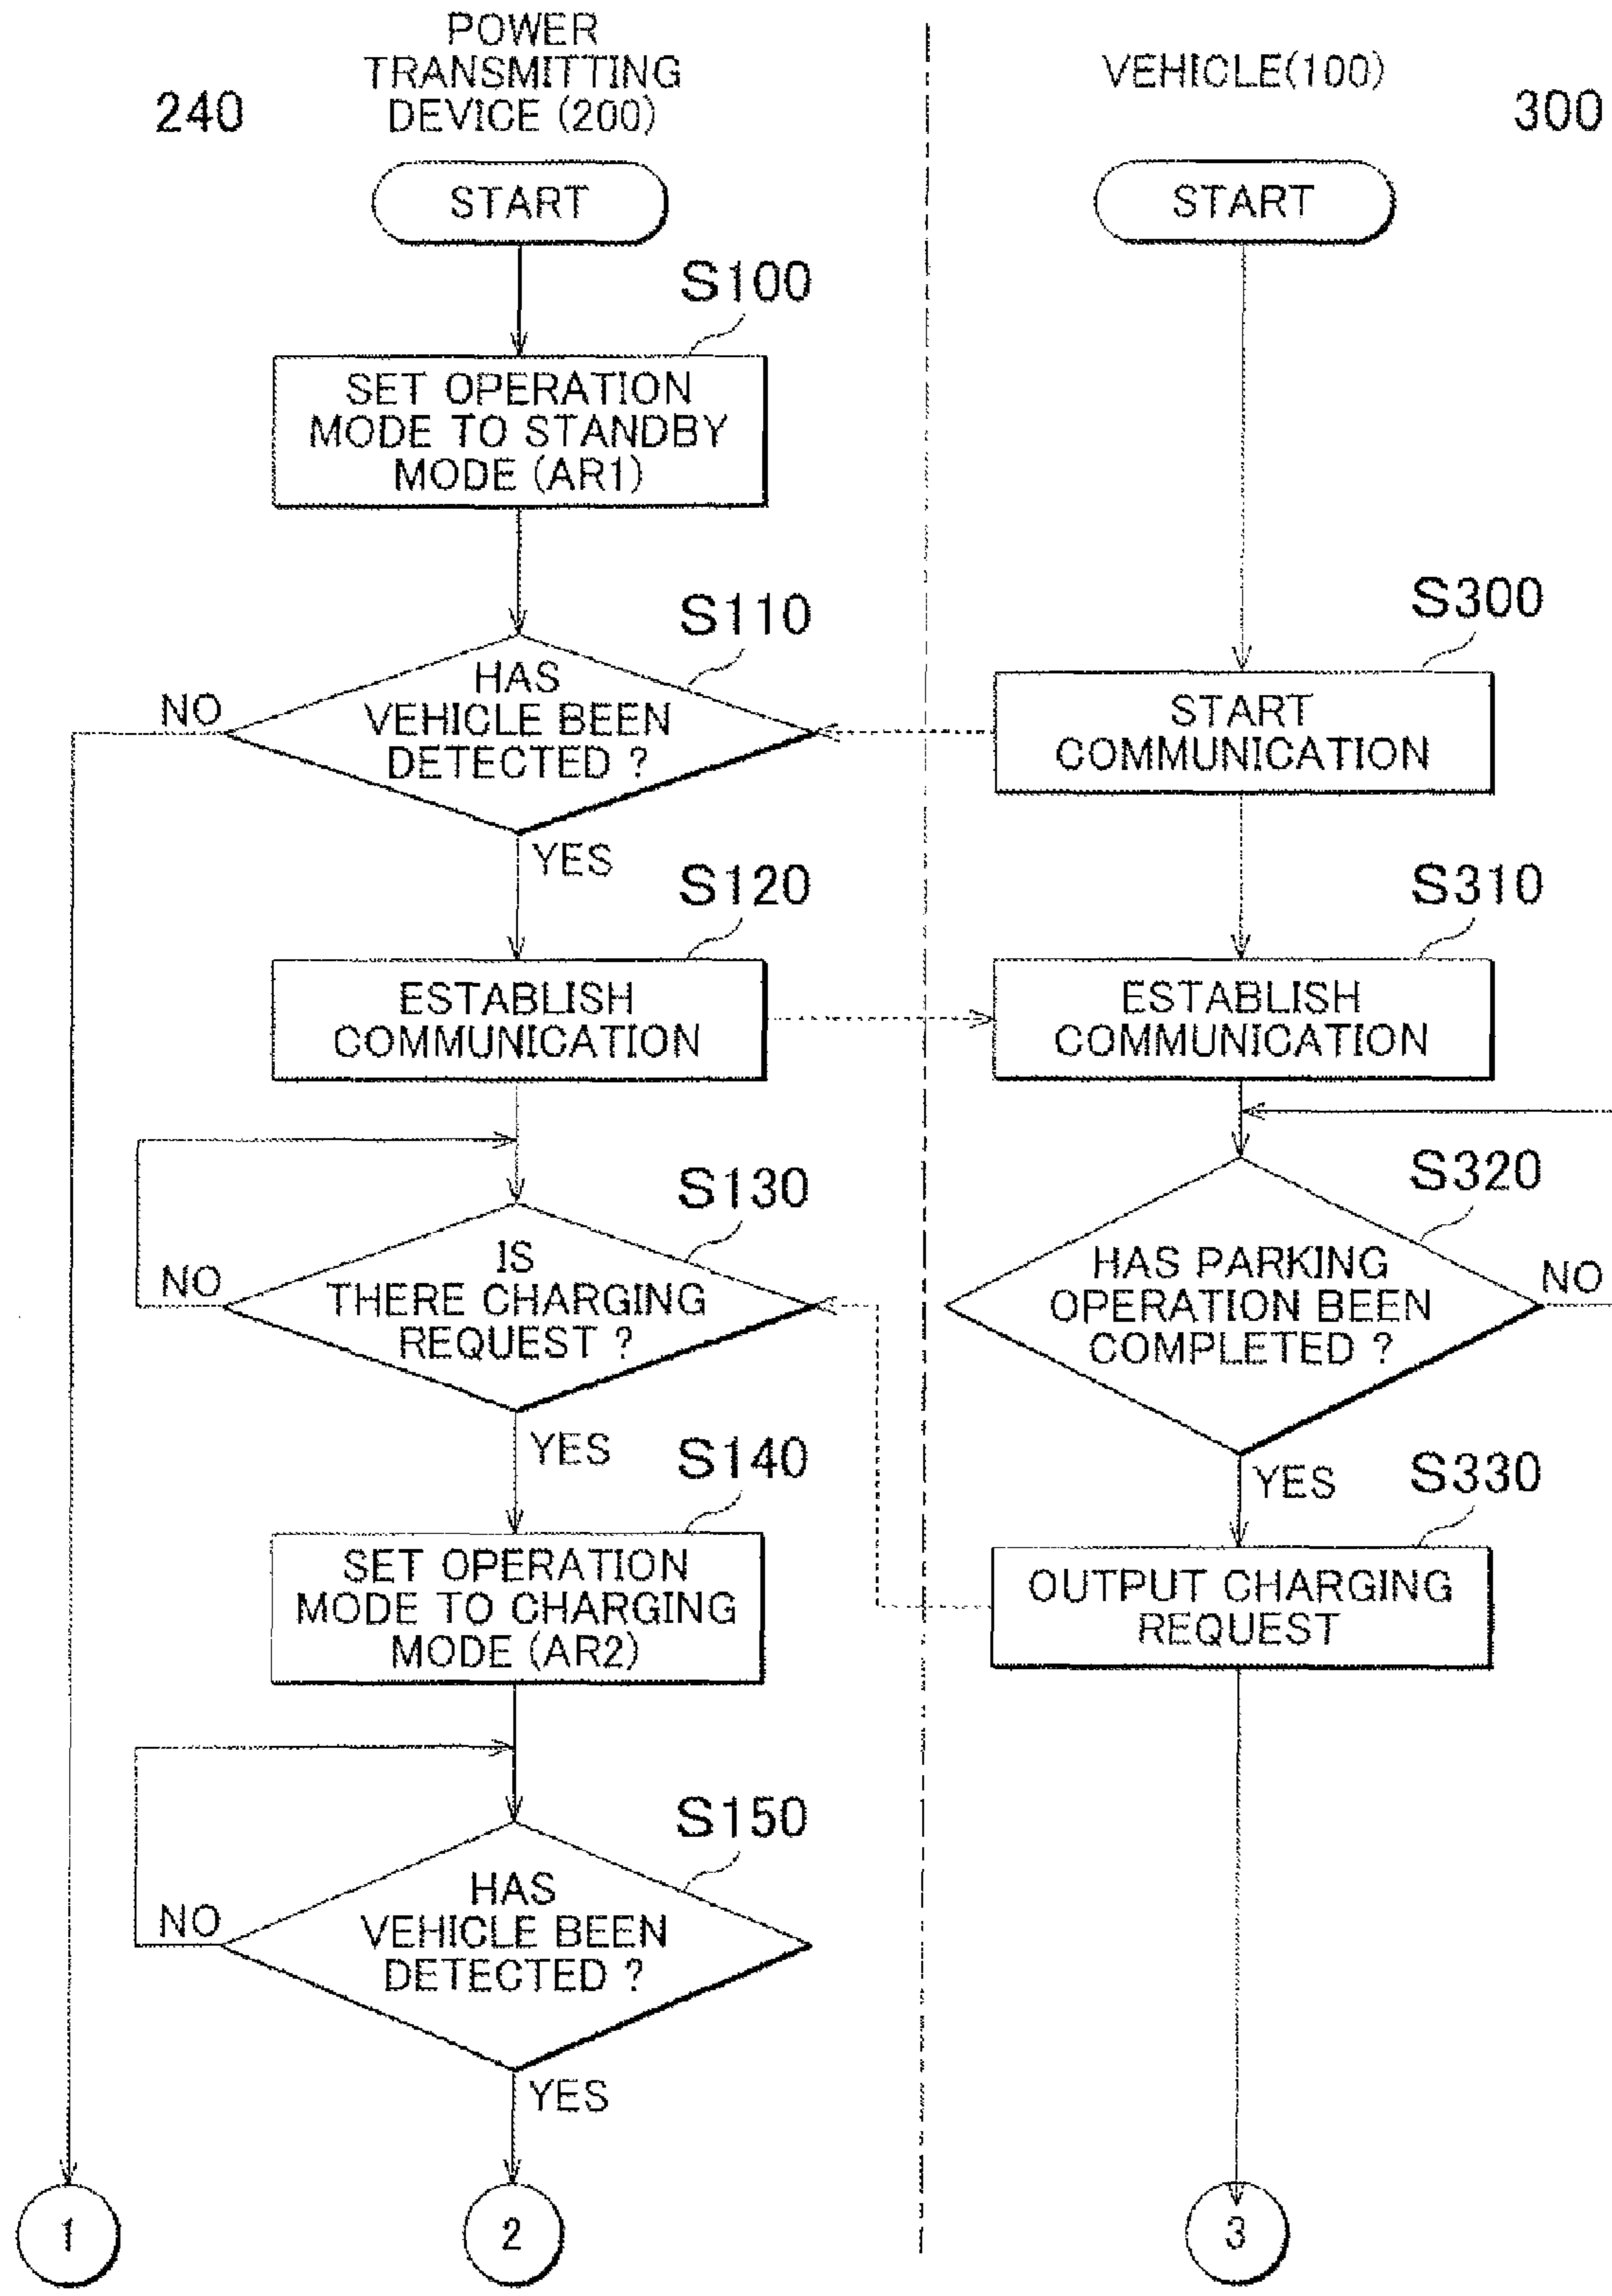 POWER
TRANSMITTING
DEVICE (200)
240
VEHICLE(100)
300
START
START
S100
SET OPERATION
MODE TO STANDBY
MODE (AR1)
S110
HAS
VEHICLE BEEN
DETECTED ?
NO
YES
S300
START
COMMUNICATION
S120
ESTABLISH
COMMUNICATION
S310
ESTABLISH
COMMUNICATION
S130
IS
THERE CHARGING
REQUEST ?
NO
YES
S320
HAS PARKING
OPERATION BEEN
COMPLETED ?
NO
YES
S140
SET OPERATION
MODE TO CHARGING
MODE (AR2)
S330
OUTPUT CHARGING
REQUEST
S150
HAS
VEHICLE BEEN
DETECTED ?
NO
YES
1
2
3